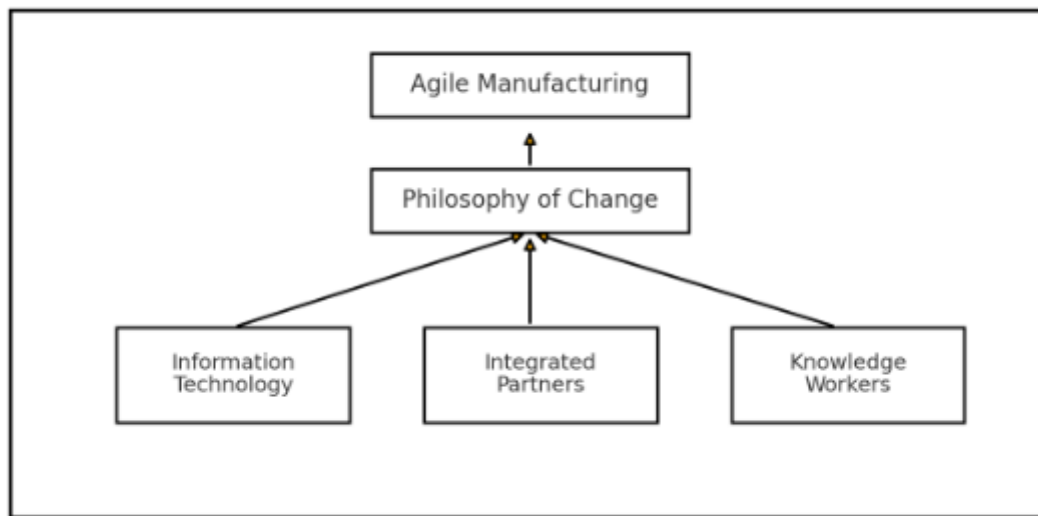 Agile Manufacturing
Philosophy of Change
Information
Technology
Integrated
Partners
Knowledge
Workers